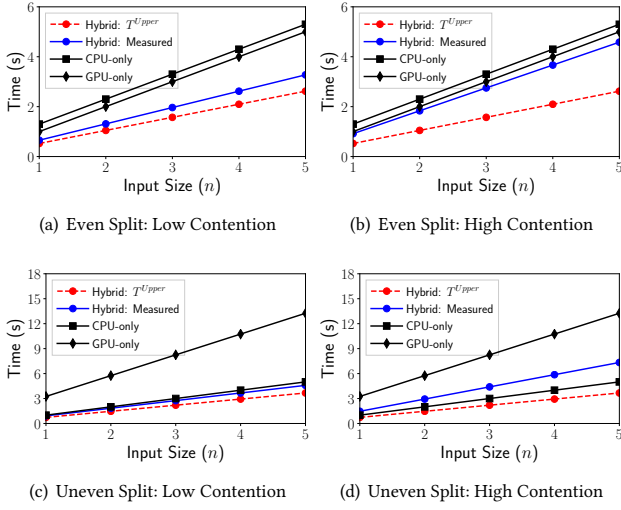 Hybrid: T^Upper
Hybrid: Measured
CPU-only
GPU-only
Time (s)
6
4
2
0
1 2 3 4 5
Input Size (n)
(a) Even Split: Low Contention
Hybrid: T^Upper
Hybrid: Measured
CPU-only
GPU-only
Time (s)
6
4
2
0
1 2 3 4 5
Input Size (n)
(b) Even Split: High Contention
Hybrid: T^Upper
Hybrid: Measured
CPU-only
GPU-only
Time (s)
18
15
12
9
6
3
0
1 2 3 4 5
Input Size (n)
(c) Uneven Split: Low Contention
Hybrid: T^Upper
Hybrid: Measured
CPU-only
GPU-only
Time (s)
18
15
12
9
6
3
0
1 2 3 4 5
Input Size (n)
(d) Uneven Split: High Contention